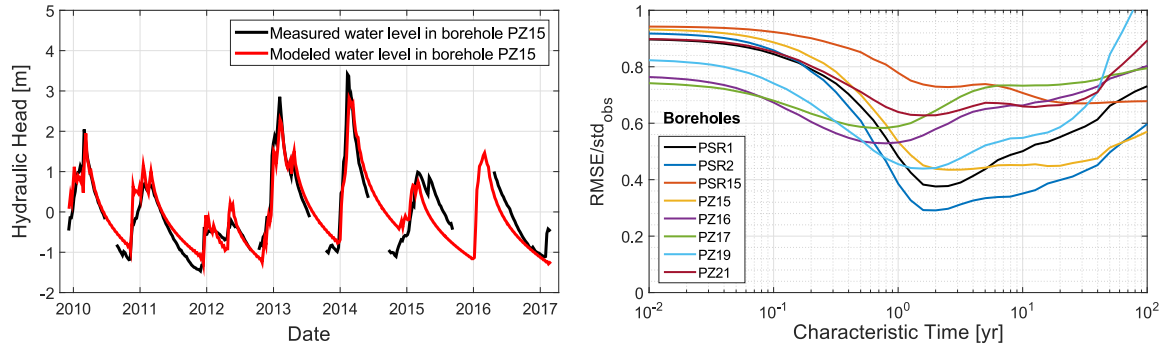 Measured water level in borehole PZ15
Modeled water level in borehole PZ15
Hydraulic Head [m]
5
4
3
2
1
0
-1
-2
2010 2011 2012 2013 2014 2015 2016 2017
Date
RMSE/std_obs
1
0.8
0.6
0.4
0.2
0
Boreholes
PSR1
PSR2
PSR15
PZ15
PZ16
PZ17
PZ19
PZ21
10^-2 10^-1 10^0 10^1 10^2
Characteristic Time [yr]